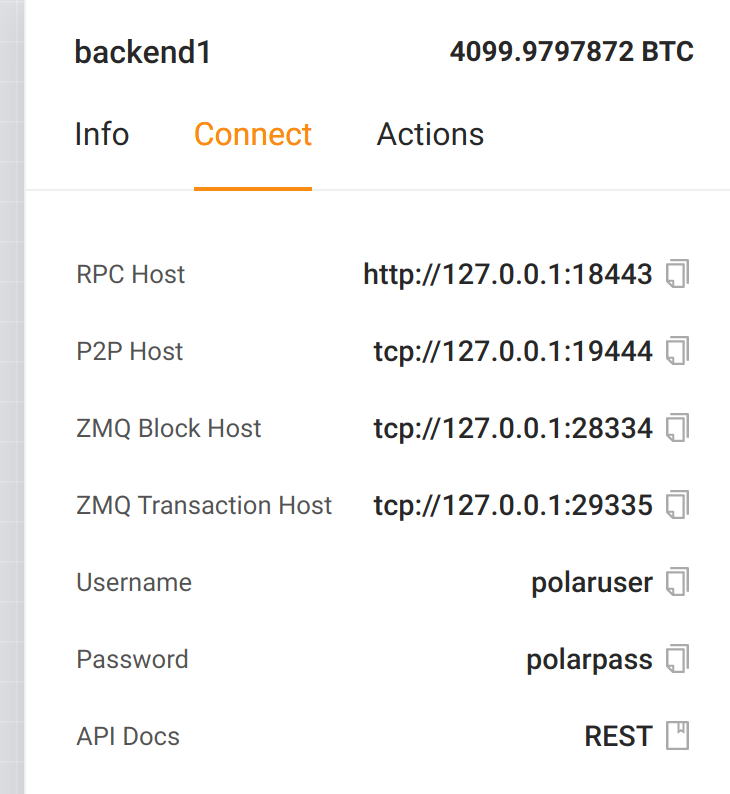 backend1 4099.9797872 BTC
Info Connect Actions
RPC Host http://127.0.0.1:18443
P2P Host tcp://127.0.0.1:19444
ZMQ Block Host tcp://127.0.0.1:28334
ZMQ Transaction Host tcp://127.0.0.1:29335
Username polaruser
Password polarpass
API Docs REST